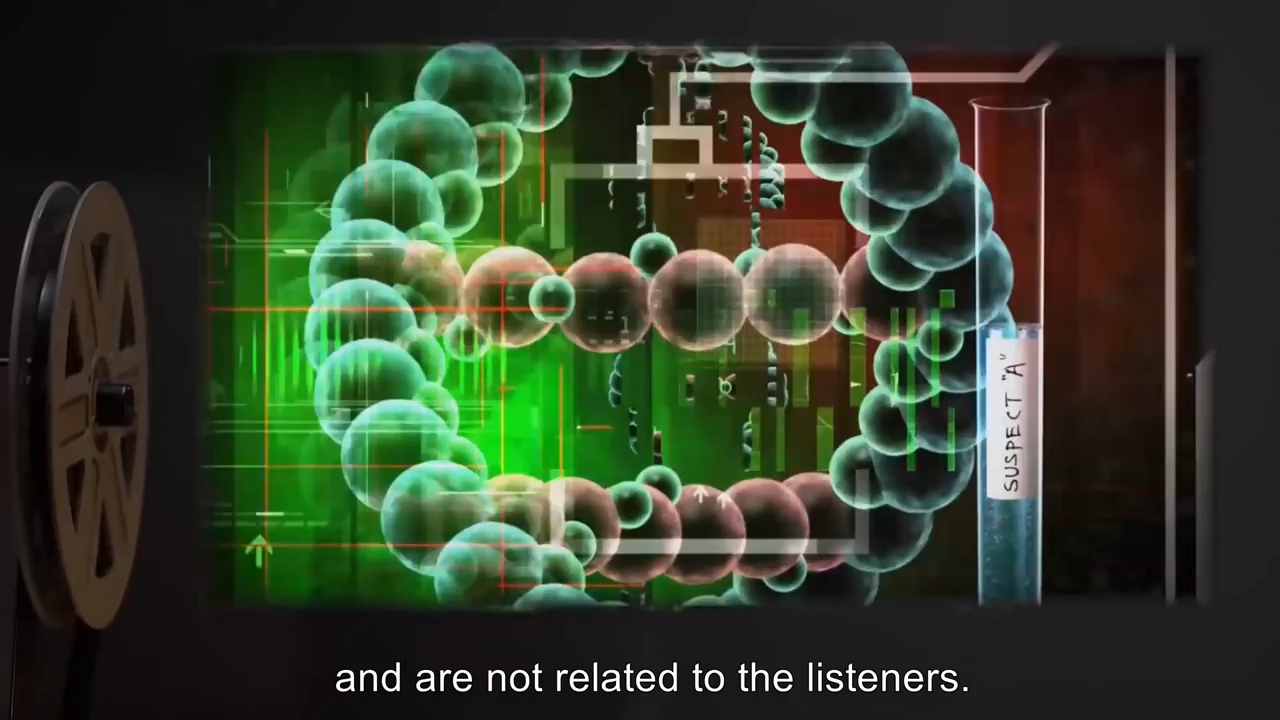 SUSPECT "A"
and are not related to the listeners.